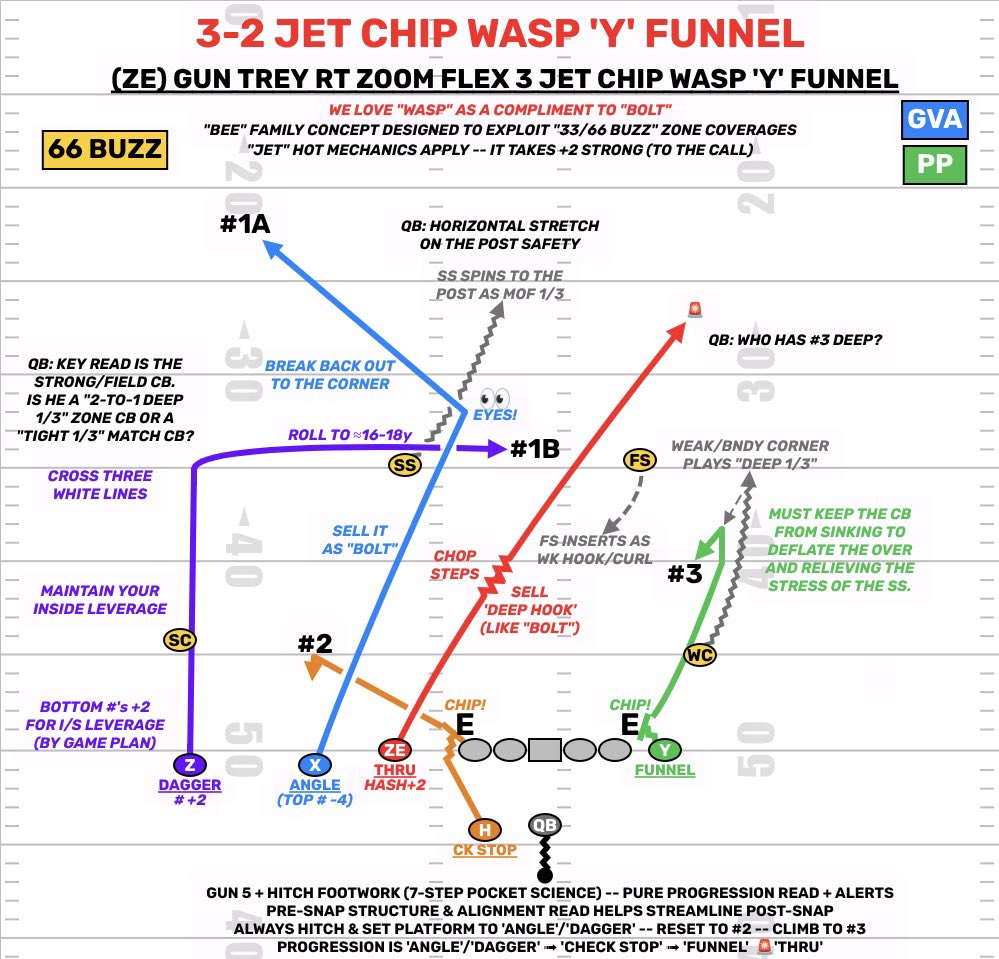 3-2 JET CHIP WASP 'Y' FUNNEL
(ZE) GUN TREY RT ZOOM FLEX 3 JET CHIP WASP 'Y' FUNNEL
WE LOVE "WASP" AS A COMPLIMENT TO "BOLT"
"BEE" FAMILY CONCEPT DESIGNED TO EXPLOIT "33/66 BUZZ" ZONE COVERAGES
"JET" HOT MECHANICS APPLY -- IT TAKES +2 STRONG (TO THE CALL)
66 BUZZ
GVA
PP
20
20
#1A
QB: HORIZONTAL STRETCH
ON THE POST SAFETY
SS SPINS TO THE
POST AS MOF 1/3
QB: WHO HAS #3 DEEP?
30
30
QB: KEY READ IS THE
STRONG/FIELD CB.
IS HE A "2-TO-1 DEEP
1/3" ZONE CB OR A
"TIGHT 1/3" MATCH CB?
BREAK BACK OUT
TO THE CORNER
EYES!
ROLL TO ≈16-18y
#1B
SS
FS
WEAK/BNDY CORNER
PLAYS "DEEP 1/3"
CROSS THREE
WHITE LINES
SELL IT
AS "BOLT"
40
40
FS INSERTS AS
WK HOOK/CURL
MUST KEEP THE CB
FROM SINKING TO
DEFLATE THE OVER
AND RELIEVING THE
STRESS OF THE SS.
CHOP
STEPS
#3
SELL
'DEEP HOOK'
(LIKE "BOLT")
MAINTAIN YOUR
INSIDE LEVERAGE
SC
#2
WC
BOTTOM #'s +2
FOR I/S LEVERAGE
(BY GAME PLAN)
CHIP!
CHIP!
E
E
50
50
Z
X
ZE
Y
DAGGER
# +2
ANGLE
(TOP # -4)
THRU
HASH+2
FUNNEL
H
QB
CK STOP
40
40
GUN 5 + HITCH FOOTWORK (7-STEP POCKET SCIENCE) -- PURE PROGRESSION READ + ALERTS
PRE-SNAP STRUCTURE & ALIGNMENT READ HELPS STREAMLINE POST-SNAP
ALWAYS HITCH & SET PLATFORM TO 'ANGLE'/'DAGGER' -- RESET TO #2 -- CLIMB TO #3
PROGRESSION IS 'ANGLE'/'DAGGER' → 'CHECK STOP' → 'FUNNEL' 🚨'THRU'